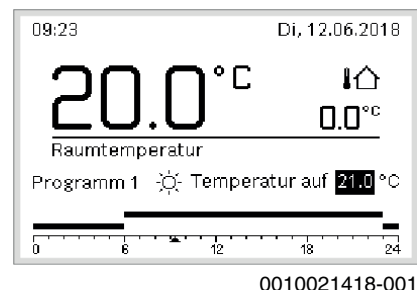 09:23 Di, 12.06.2018
20.0°C
0.0°C
Raumtemperatur
Programm 1 Temperatur auf 21.0 °C
0 6 12 18 24
0010021418-001